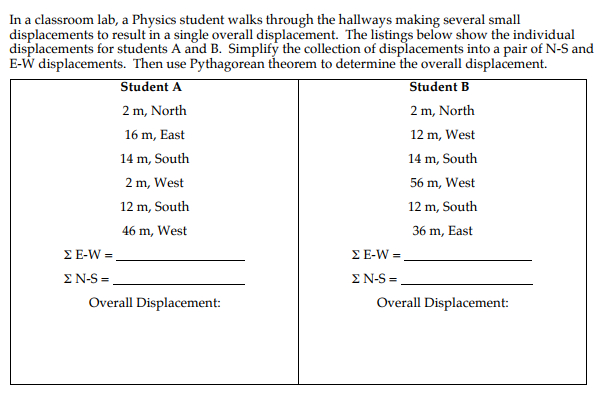 In a classroom lab, a Physics student walks through the hallways making several small
displacements to result in a single overall displacement. The listings below show the individual
displacements for students A and B. Simplify the collection of displacements into a pair of N-S and
E-W displacements. Then use Pythagorean theorem to determine the overall displacement.
Student A
2 m, North
16 m, East
14 m, South
2 m, West
12 m, South
46 m, West
Σ E-W = ____________________
Σ N-S = ____________________
Overall Displacement:
Student B
2 m, North
12 m, West
14 m, South
56 m, West
12 m, South
36 m, East
Σ E-W = ____________________
Σ N-S = ____________________
Overall Displacement: